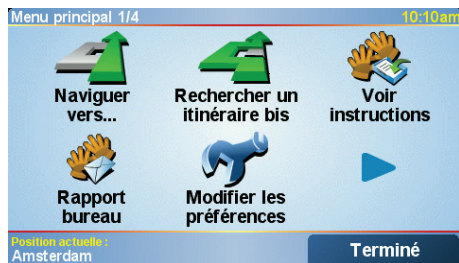 Menu principal 1/4
10:10am
Naviguer
vers...
Rechercher un
itinéraire bis
Voir
instructions
Rapport
bureau
Modifier les
préférences
Position actuelle :
Amsterdam
Terminé